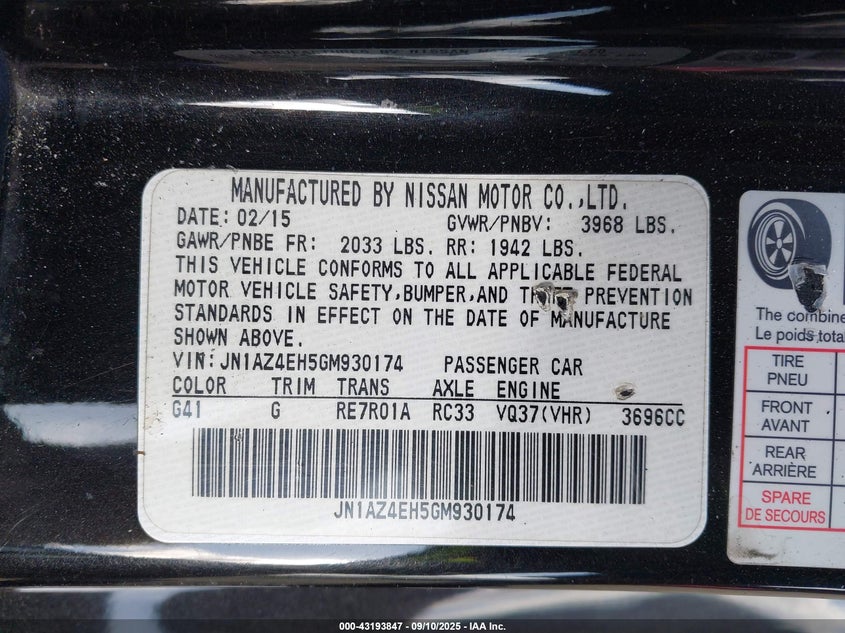 MANUFACTURED BY NISSAN MOTOR CO.,LTD.
DATE: 02/15 GVWR/PNBV: 3968 LBS.
GAWR/PNBE FR: 2033 LBS. RR: 1942 LBS.
THIS VEHICLE CONFORMS TO ALL APPLICABLE FEDERAL
MOTOR VEHICLE SAFETY,BUMPER,AND PREVENTION
STANDARDS IN EFFECT ON THE DATE OF MANUFACTURE
SHOWN ABOVE.
VIN:JN1AZ4EH5GM930174 PASSENGER CAR
COLOR TRIM TRANS AXLE ENGINE
G41 G RE7R01A RC33 VQ37(VHR) 3696CC
JN1AZ4EH5GM930174
The combine
Le poids total
TIRE
PNEU
FRONT
AVANT
REAR
ARRIÈRE
SPARE
DE SECOURS
000-43193847 - 09/10/2025 - IAA Inc.